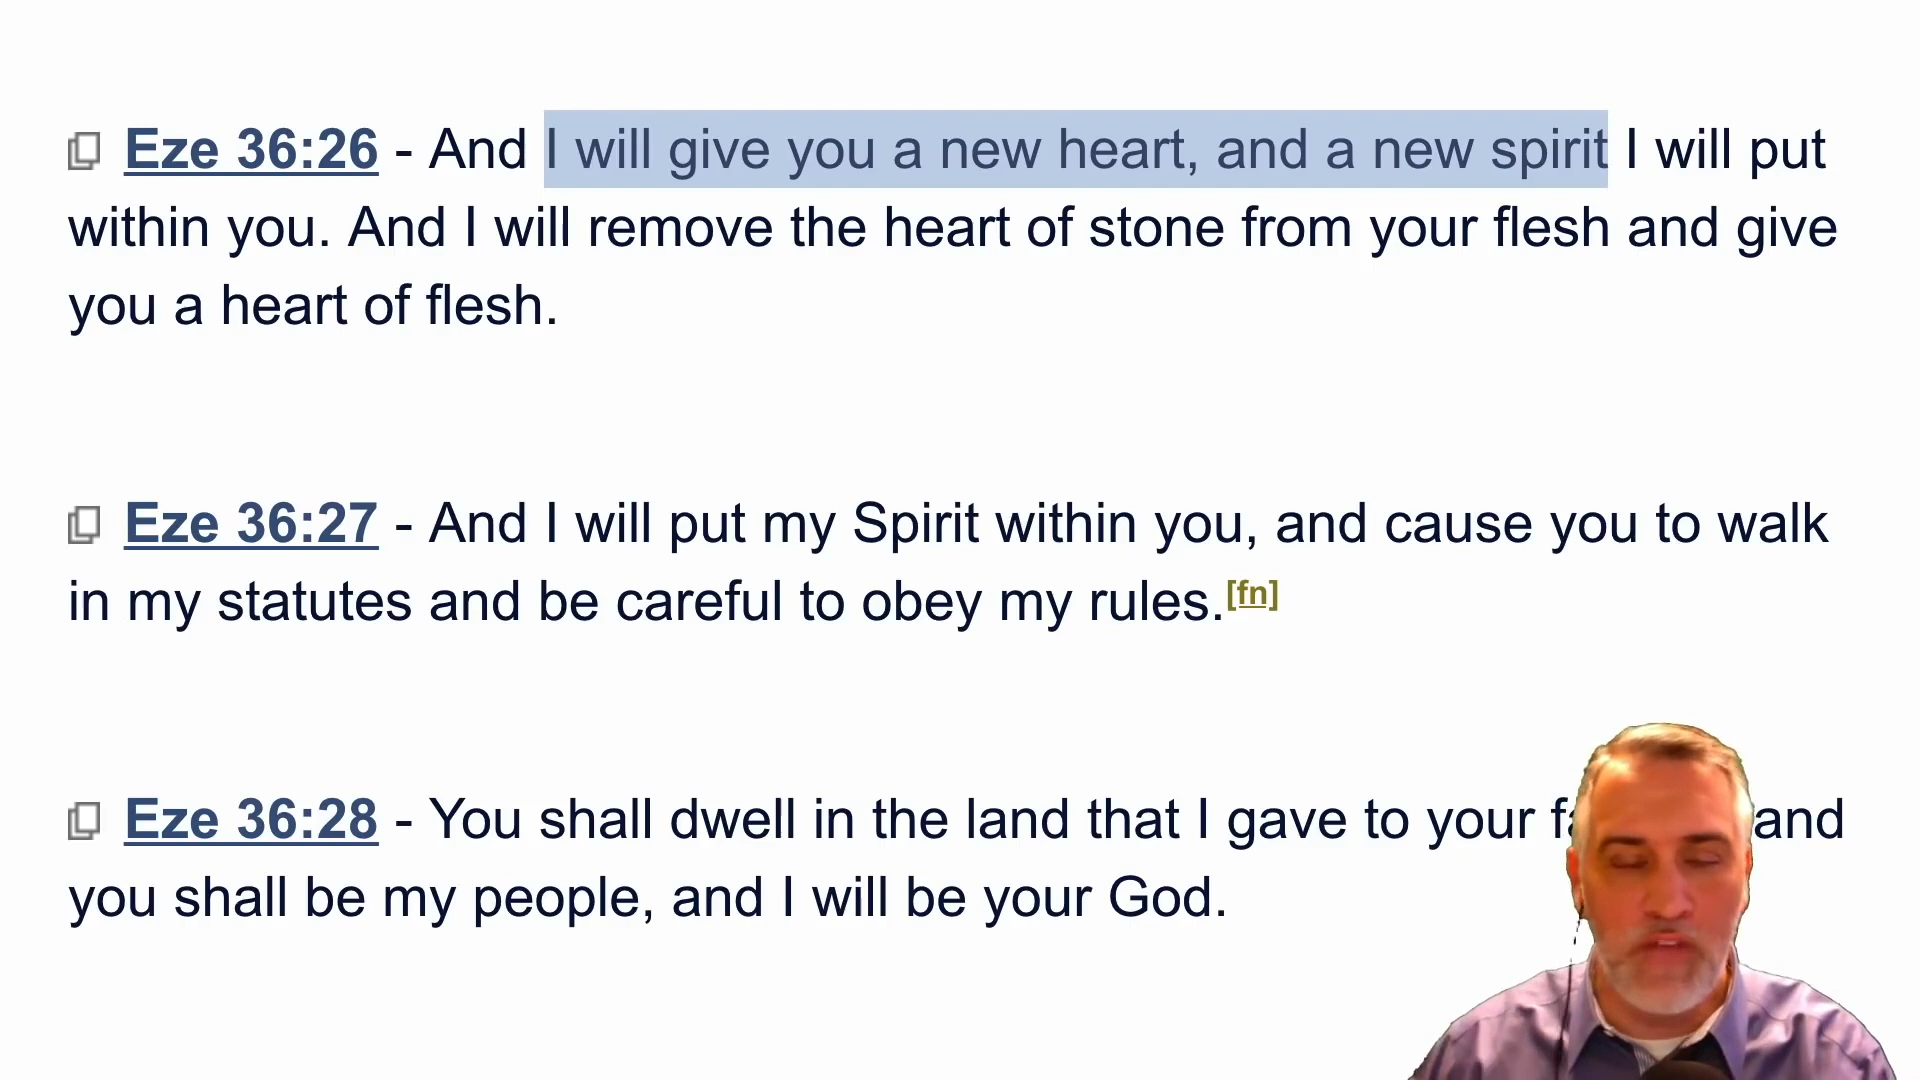 Eze 36:26 - And I will give you a new heart, and a new spirit I will put
within you. And I will remove the heart of stone from your flesh and give
you a heart of flesh.
Eze 36:27 - And I will put my Spirit within you, and cause you to walk
in my statutes and be careful to obey my rules.[fn]
Eze 36:28 - You shall dwell in the land that I gave to your and
you shall be my people, and I will be your God.